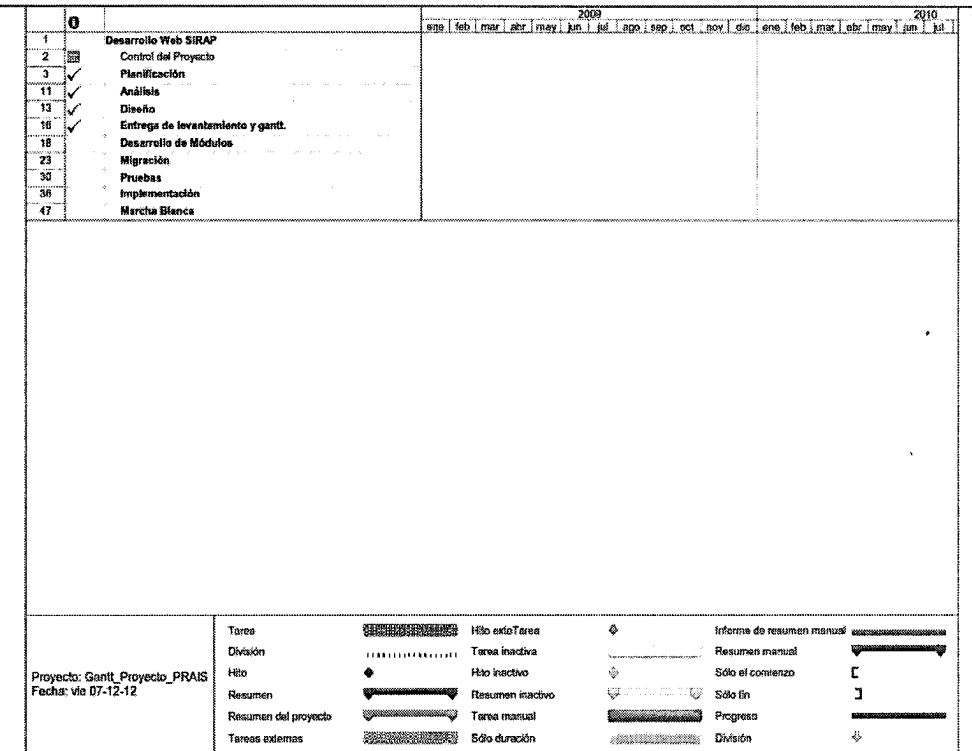 2009 2010
ene feb mar abr may jun jul ago sep oct nov dic ene feb mar abr may jun jul
1 Desarrollo Web SIRAP
2 Control del Proyecto
3 Planificación
11 Análisis
13 Diseño
16 Entrega de levantamiento y gantt.
18 Desarrollo de Módulos
23 Migración
30 Pruebas
36 Implementación
47 Marcha Blanca
Proyecto: Gantt_Proyecto_PRAIS
Fecha: vie 07-12-12
Tarea Hito exteTarea Informe de resumen manual
División Tarea inactiva Resumen manual
Hito Hito inactivo Sólo el comienzo
Resumen Resumen inactivo Sólo fin
Resumen del proyecto Tarea manual Progreso
Tareas externas Sólo duración División